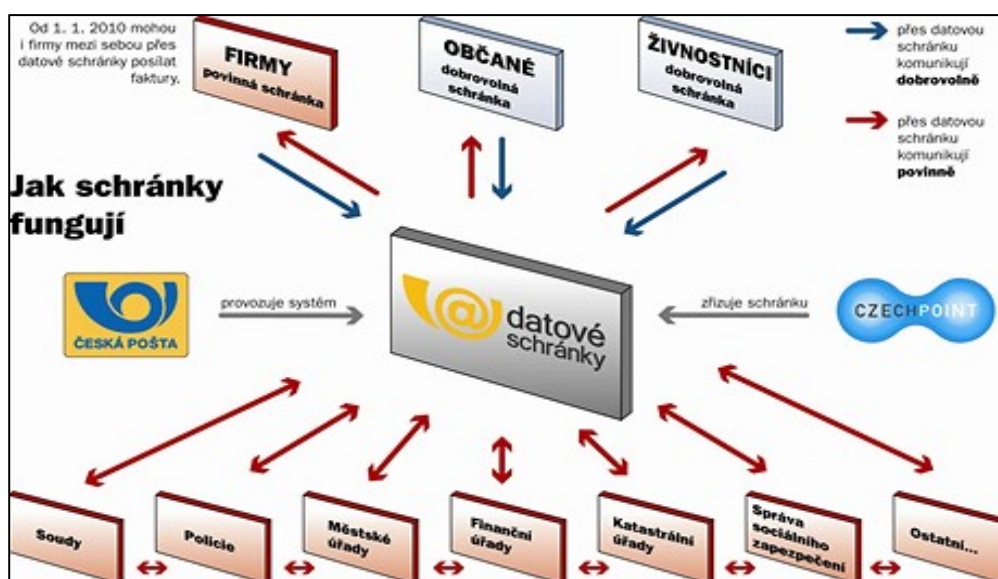 Od 1. 1. 2010 mohou
i firmy mezi sebou přes
datové schránky posílat
faktury.
FIRMY
povinná schránka
OBČANÉ
dobrovolná
schránka
ŽIVNOSTNÍCI
dobrovolná
schránka
přes datovou
schránku
komunikují
dobrovolně
přes datovou
schránku
komunikují
povinně
Jak schránky
fungují
ČESKÁ POŠTA
provozuje systém
@ datové
schránky
zřizuje schránku
CZECHPOINT
Soudy
Policie
Městské
úřady
Finanční
úřady
Katastrální
úřady
Správa
sociálního
zapezpečení
Ostatní...